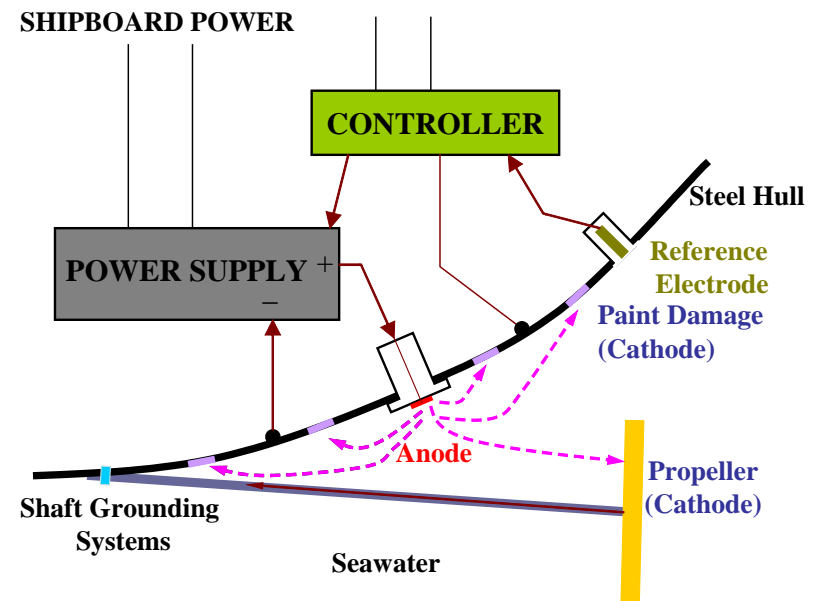 SHIPBOARD POWER
CONTROLLER
Steel Hull
POWER SUPPLY +
−
Reference
Electrode
Paint Damage
(Cathode)
Anode
Propeller
(Cathode)
Shaft Grounding
Systems
Seawater